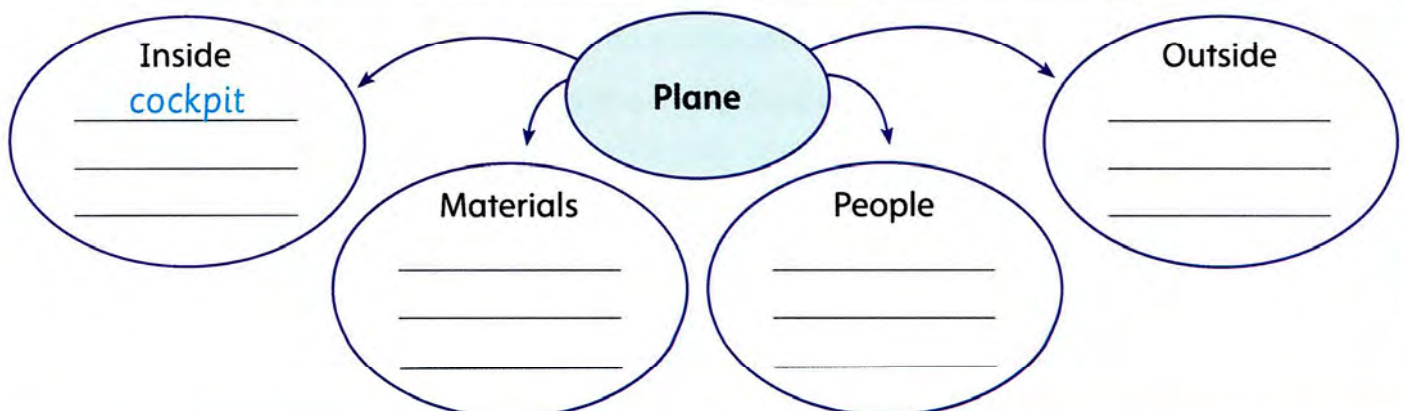 Plane
Inside
cockpit
Materials
People
Outside